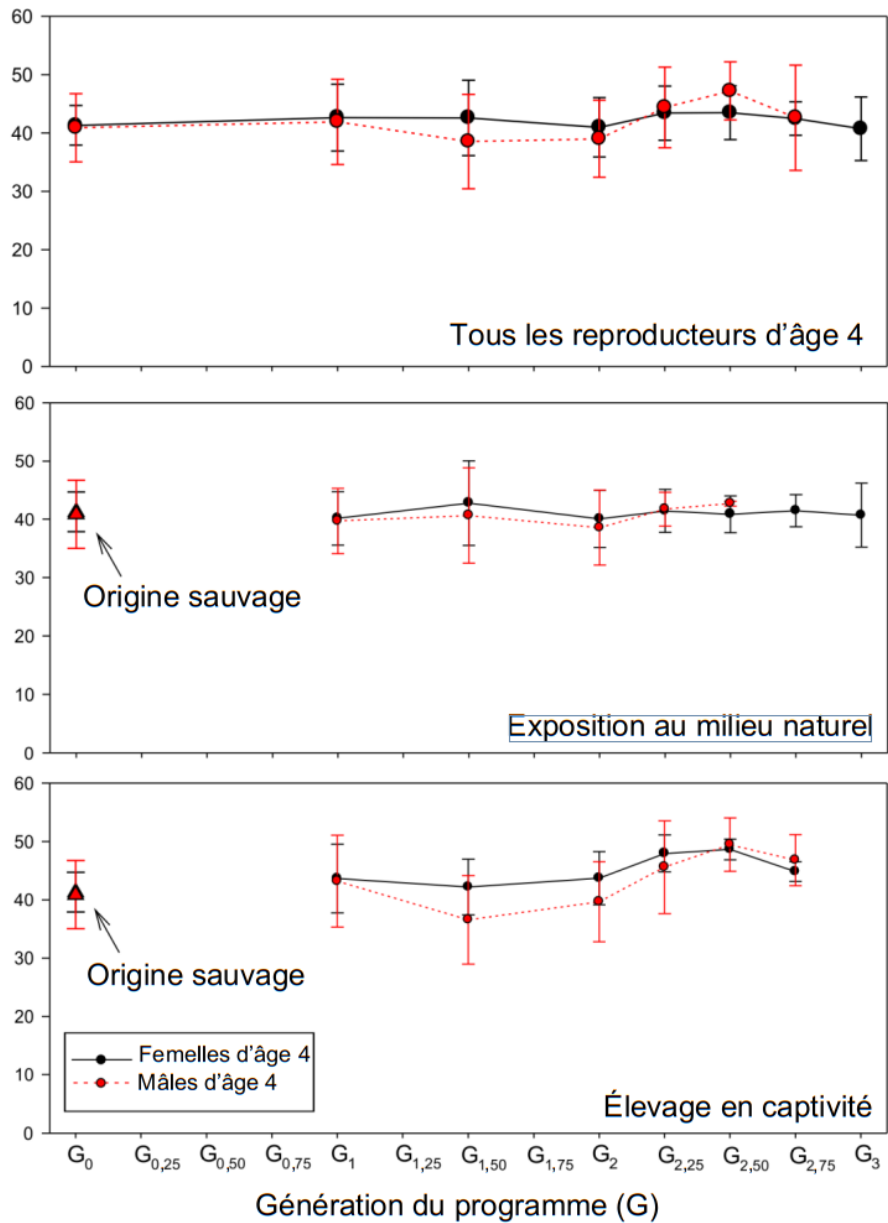 60
50
40
30
20
10
0
Tous les reproducteurs d'âge 4
60
50
40
30
20
10
0
Origine sauvage
Exposition au milieu naturel
60
50
40
30
20
10
0
Origine sauvage
Femelles d'âge 4
Mâles d'âge 4
Élevage en captivité
G0 G0,25 G0,50 G0,75 G1 G1,25 G1,50 G1,75 G2 G2,25 G2,50 G2,75 G3
Génération du programme (G)